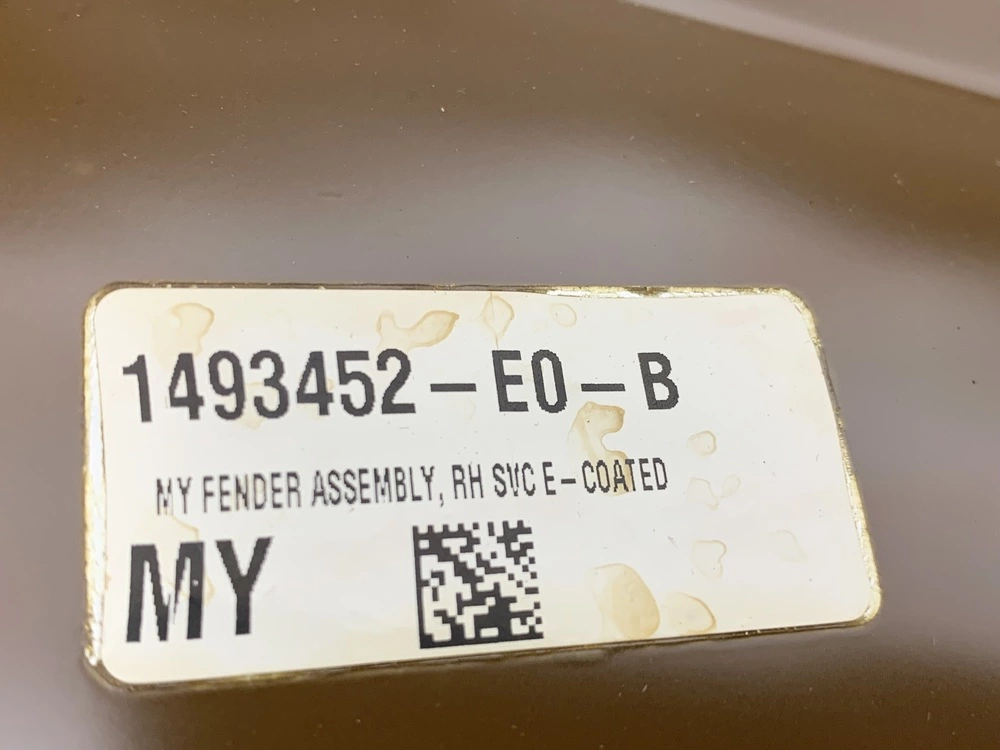 1493452-E0-B
MY FENDER ASSEMBLY, RH SVC E-COATED
MY